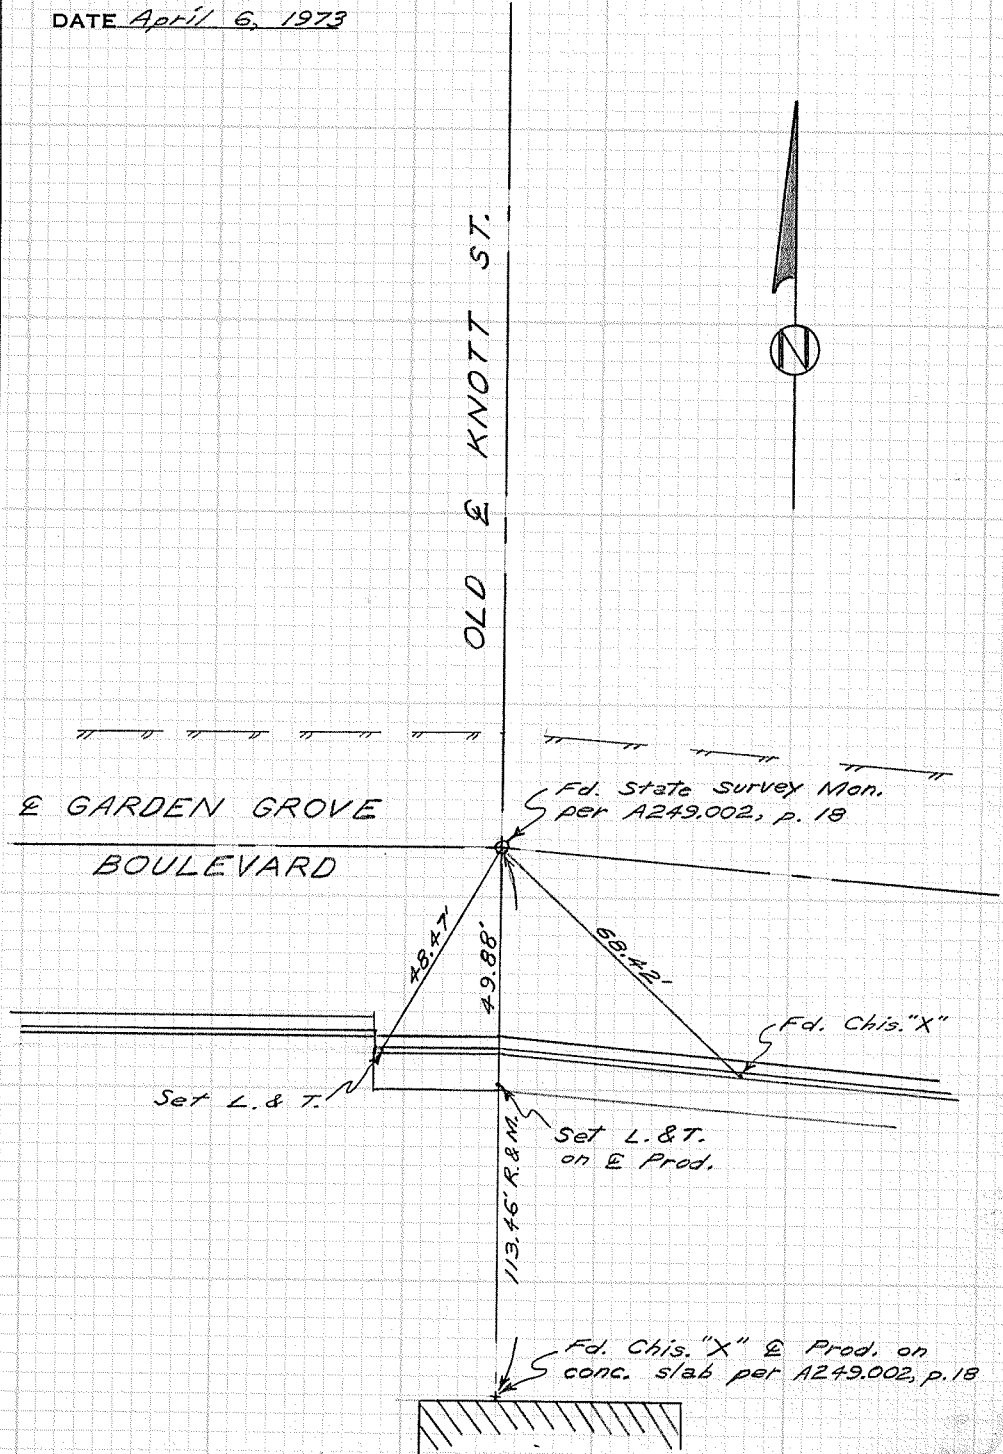 DATE April 6, 1973
OLD ℄ KNOTT ST.
N
Fd. State Survey Mon.
per A249.002, p. 18
℄ GARDEN GROVE
BOULEVARD
48.47'
49.88'
68.42'
Fd. Chis. "X"
Set L. & T.
Set L. & T.
on ℄ Prod.
113.46' R. & M.
Fd. Chis. "X" ℄ Prod. on
conc. slab per A249.002, p. 18